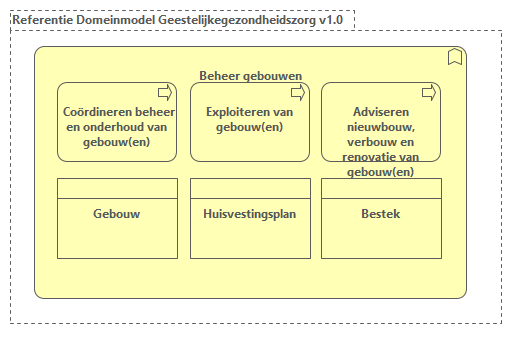 Referentie Domeinmodel Geestelijkegezondheidszorg v1.0
Beheer gebouwen
Coördineren beheer
en onderhoud van
gebouw(en)
Exploiteren van
gebouw(en)
Adviseren
nieuwbouw,
verbouw en
renovatie van
gebouw(en)
Gebouw
Huisvestingsplan
Bestek